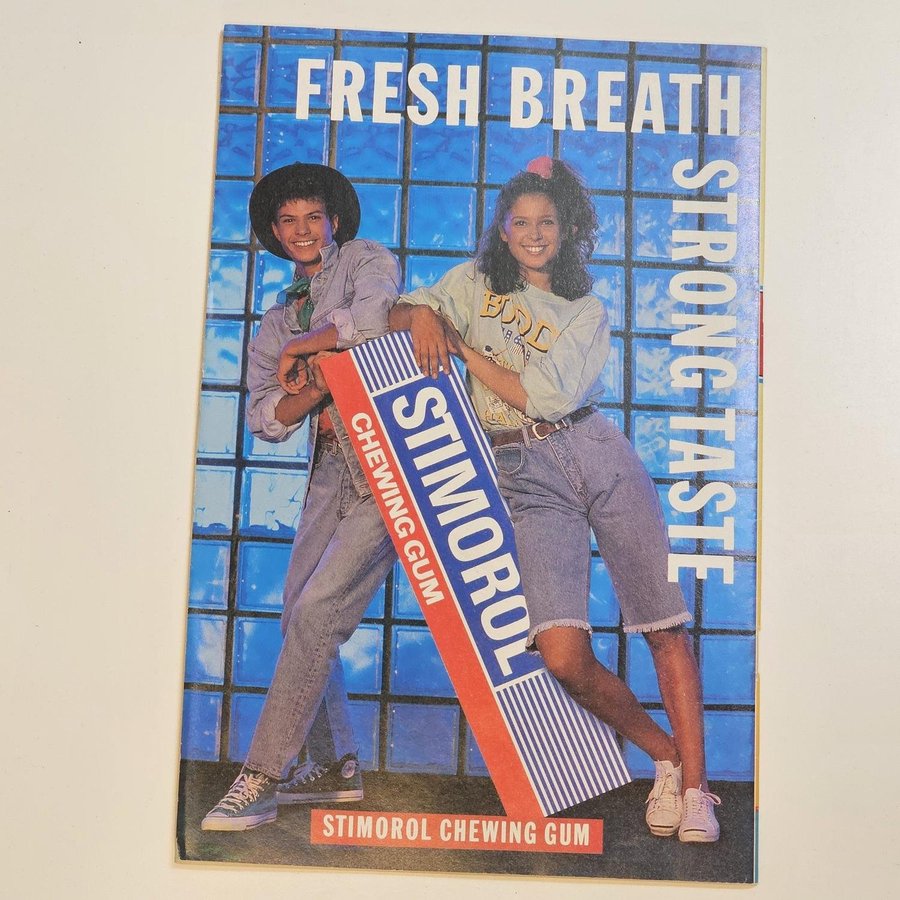 FRESH BREATH
STRONG TASTE
STIMOROL
CHEWING GUM
STIMOROL CHEWING GUM